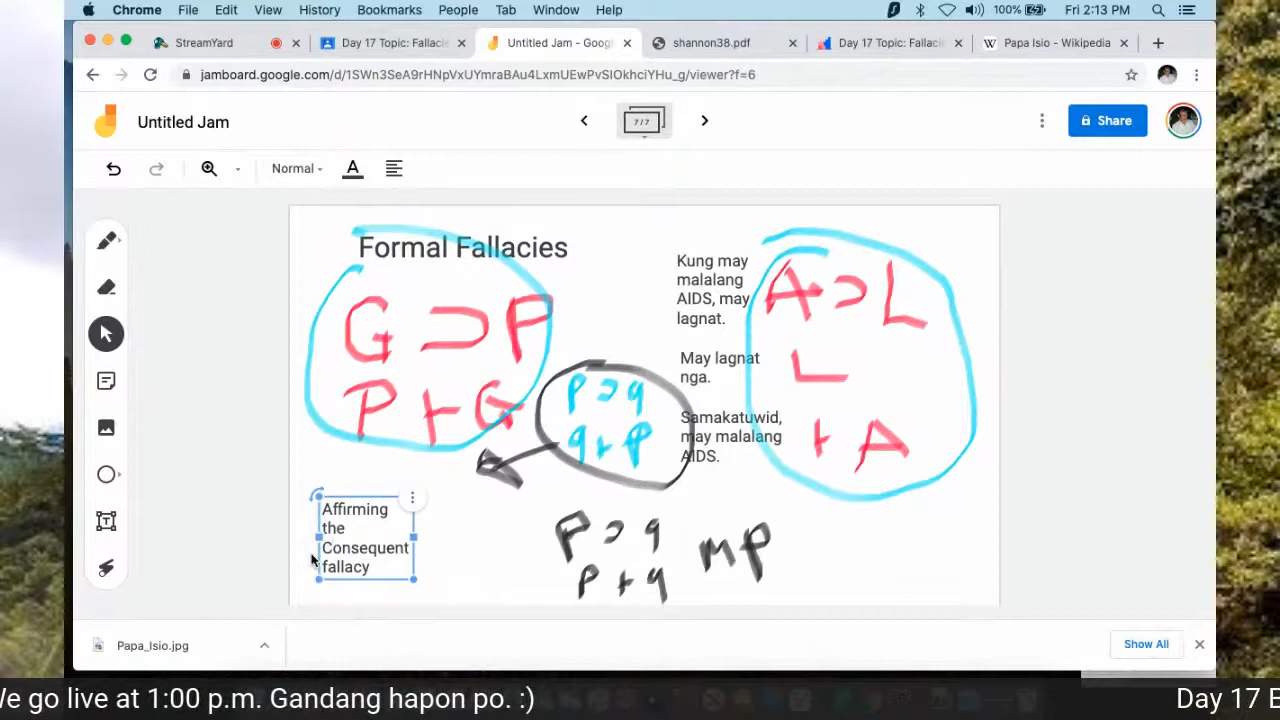 Chrome File Edit View History Bookmarks People Tab Window Help 100% Fri 2:13 PM
StreamYard Day 17 Topic: Fallacie Untitled Jam - Goog shannon38.pdf Day 17 Topic: Fallacie Papa Isio - Wikipedia
jamboard.google.com/d/1SWn3SeA9rHNpVxUYmraBAu4LxmUEwPvSIOkhciYHu_g/viewer?f=6
Untitled Jam 7/7 Share
Normal A
Formal Fallacies
G ⊃ P
P ⊢ G
p ⊃ q
q ⊢ p
Kung may
malalang
AIDS, may
lagnat.
May lagnat
nga.
Samakatuwid,
may malalang
AIDS.
A ⊃ L
L
⊢ A
Affirming
the
Consequent
fallacy
P ⊃ q
P ⊢ q
MP
Papa_Isio.jpg Show All
We go live at 1:00 p.m. Gandang hapon po. :) Day 17 E